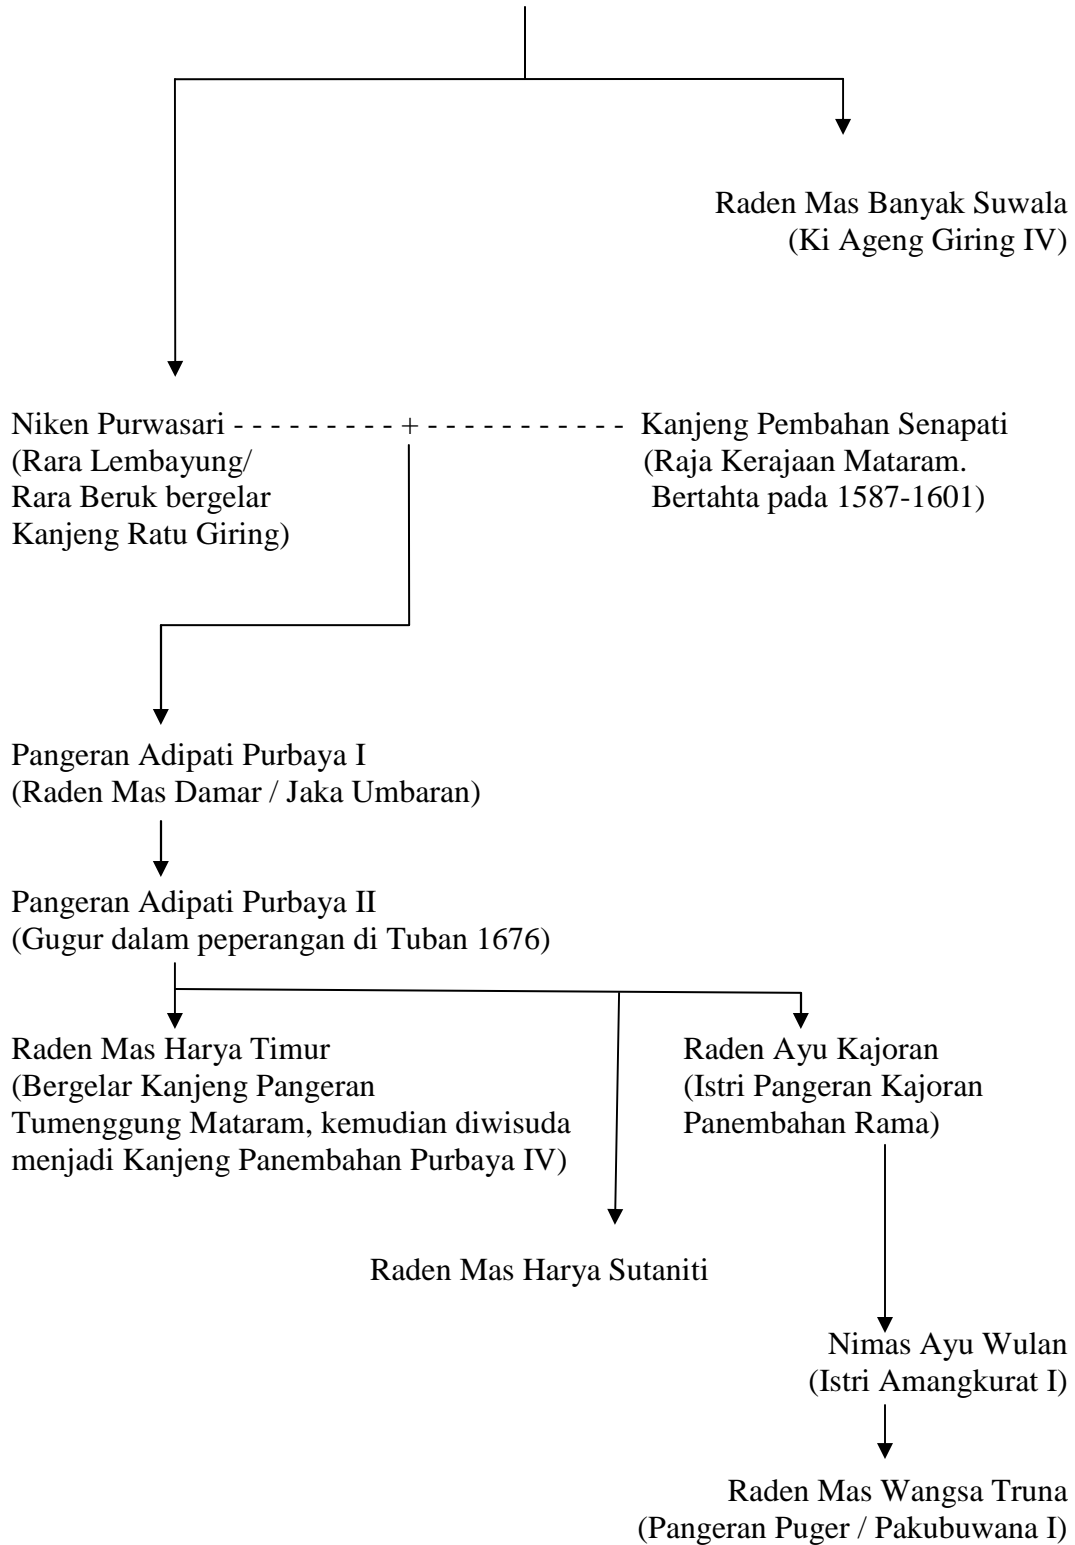 Raden Mas Banyak Suwala
(Ki Ageng Giring IV)
Niken Purwasari - - - - - - - - - + - - - - - - - - - - - Kanjeng Pembahan Senapati
(Rara Lembayung/
Rara Beruk bergelar
Kanjeng Ratu Giring)
(Raja Kerajaan Mataram.
Bertahta pada 1587-1601)
Pangeran Adipati Purbaya I
(Raden Mas Damar / Jaka Umbaran)
Pangeran Adipati Purbaya II
(Gugur dalam peperangan di Tuban 1676)
Raden Mas Harya Timur
(Bergelar Kanjeng Pangeran
Tumenggung Mataram, kemudian diwisuda
menjadi Kanjeng Panembahan Purbaya IV)
Raden Ayu Kajoran
(Istri Pangeran Kajoran
Panembahan Rama)
Raden Mas Harya Sutaniti
Nimas Ayu Wulan
(Istri Amangkurat I)
Raden Mas Wangsa Truna
(Pangeran Puger / Pakubuwana I)